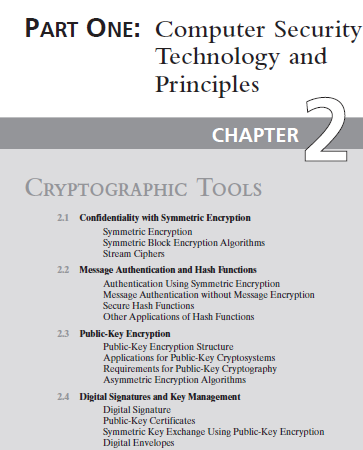 PART ONE: Computer Security
Technology and
Principles
CHAPTER 2
CRYPTOGRAPHIC TOOLS
2.1 Confidentiality with Symmetric Encryption
Symmetric Encryption
Symmetric Block Encryption Algorithms
Stream Ciphers
2.2 Message Authentication and Hash Functions
Authentication Using Symmetric Encryption
Message Authentication without Message Encryption
Secure Hash Functions
Other Applications of Hash Functions
2.3 Public-Key Encryption
Public-Key Encryption Structure
Applications for Public-Key Cryptosystems
Requirements for Public-Key Cryptography
Asymmetric Encryption Algorithms
2.4 Digital Signatures and Key Management
Digital Signature
Public-Key Certificates
Symmetric Key Exchange Using Public-Key Encryption
Digital Envelopes